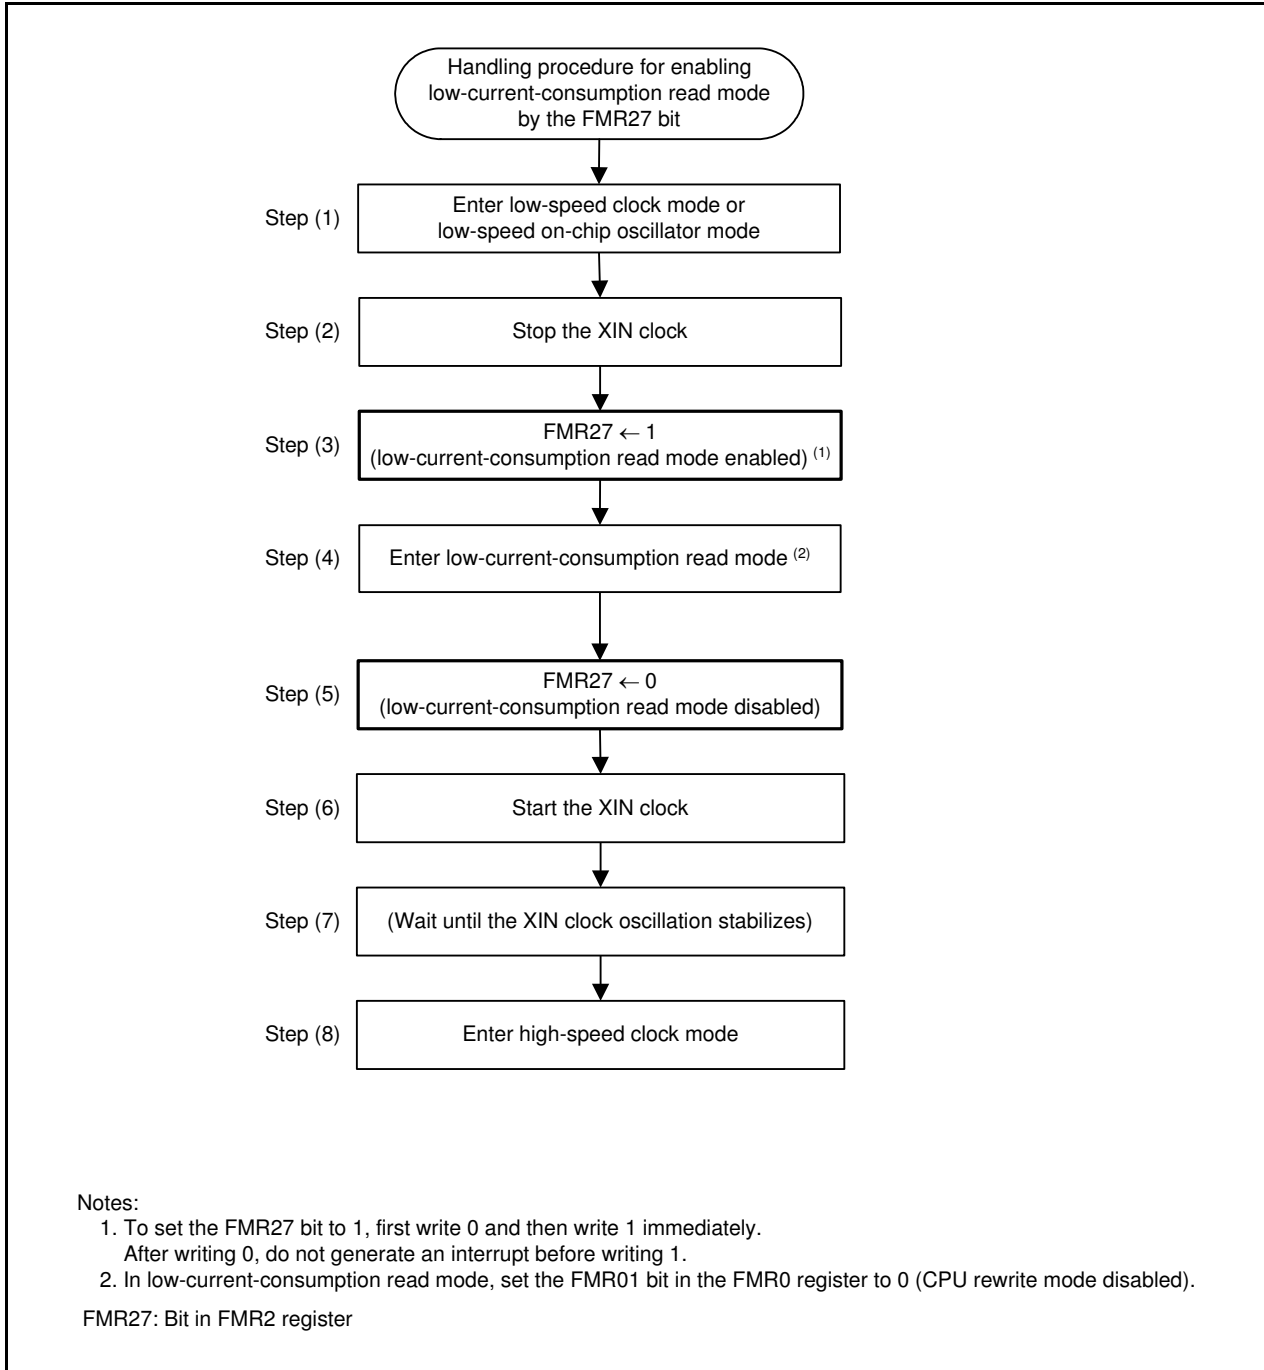 Handling procedure for enabling
low-current-consumption read mode
by the FMR27 bit
Step (1)
Enter low-speed clock mode or
low-speed on-chip oscillator mode
Step (2)
Stop the XIN clock
Step (3)
FMR27 ← 1
(low-current-consumption read mode enabled) (1)
Step (4)
Enter low-current-consumption read mode (2)
Step (5)
FMR27 ← 0
(low-current-consumption read mode disabled)
Step (6)
Start the XIN clock
Step (7)
(Wait until the XIN clock oscillation stabilizes)
Step (8)
Enter high-speed clock mode
Notes:
1. To set the FMR27 bit to 1, first write 0 and then write 1 immediately.
After writing 0, do not generate an interrupt before writing 1.
2. In low-current-consumption read mode, set the FMR01 bit in the FMR0 register to 0 (CPU rewrite mode disabled).
FMR27: Bit in FMR2 register